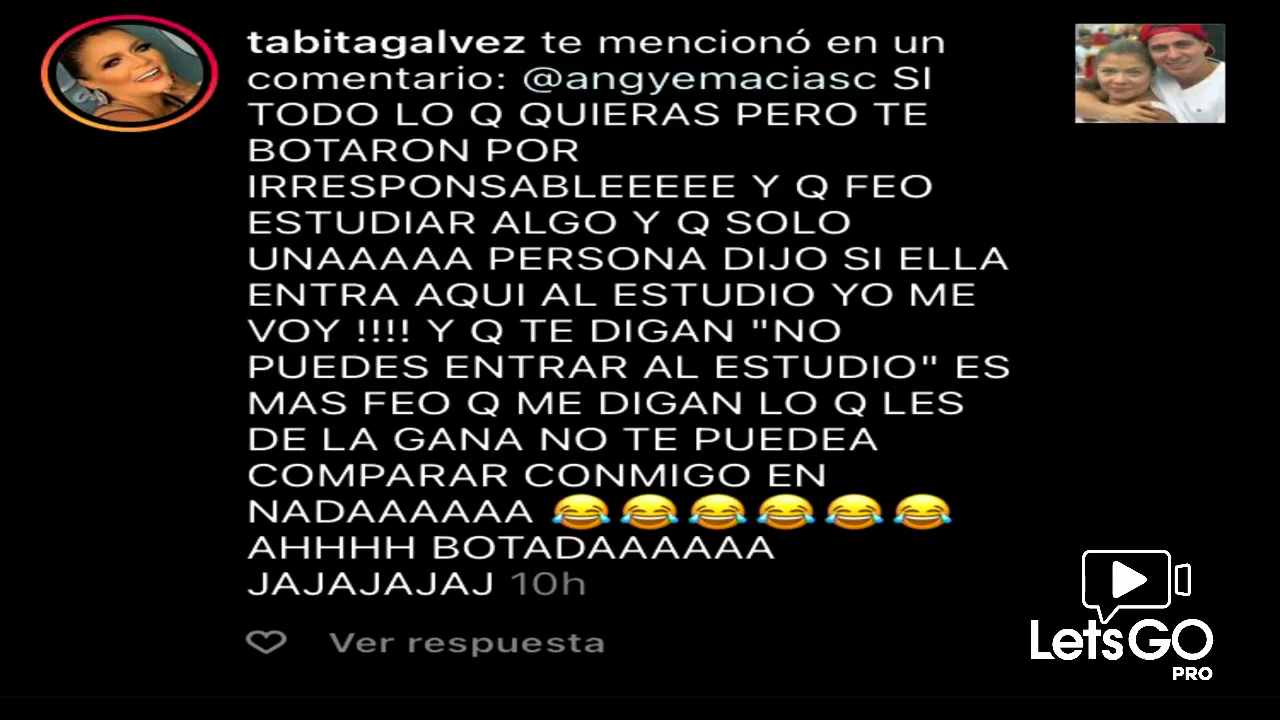 tabitagalvez te mencionó en un
comentario: @angyemaciasc SI
TODO LO Q QUIERAS PERO TE
BOTARON POR
IRRESPONSABLEEEEE Y Q FEO
ESTUDIAR ALGO Y Q SOLO
UNAAAAA PERSONA DIJO SI ELLA
ENTRA AQUI AL ESTUDIO YO ME
VOY !!!! Y Q TE DIGAN "NO
PUEDES ENTRAR AL ESTUDIO" ES
MAS FEO Q ME DIGAN LO Q LES
DE LA GANA NO TE PUEDEA
COMPARAR CONMIGO EN
NADAAAAAA 😂😂😂😂😂😂
AHHHH BOTADAAAAAA
JAJAJAJAJ 10h
Ver respuesta
LetsGO
PRO